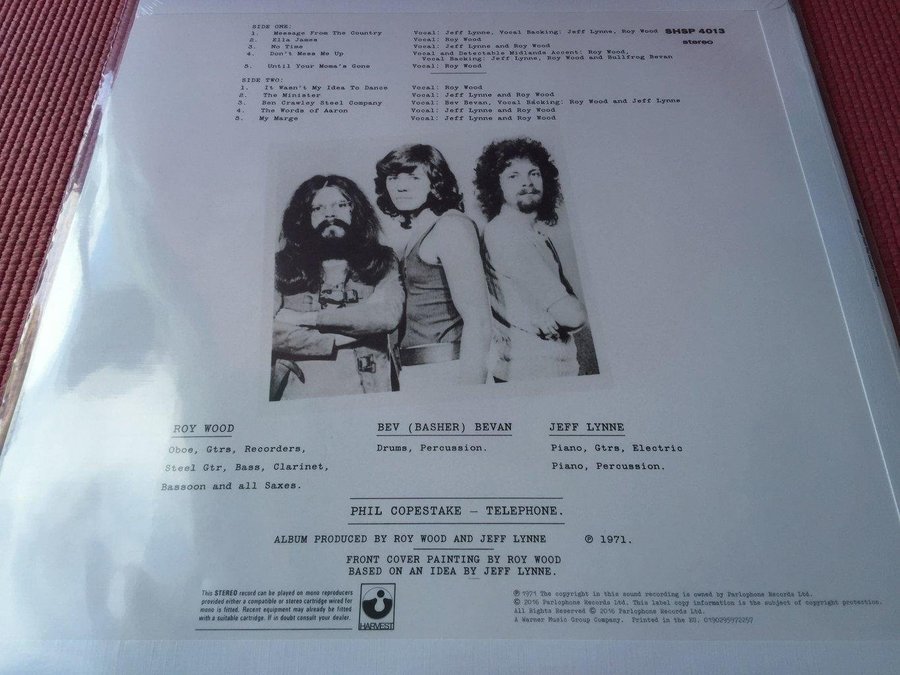 SIDE ONE:
1. Message From The Country Vocal: Jeff Lynne, Vocal Backing: Jeff Lynne, Roy Wood SHSP 4013
2. Ella James Vocal: Roy Wood stereo
3. No Time Vocal: Jeff Lynne and Roy Wood
4. Don't Mess Me Up Vocal and Detectable Midlands Accent: Roy Wood,
Vocal Backing: Jeff Lynne, Roy Wood and Bullfrog Bevan
5. Until Your Moma's Gone Vocal: Roy Wood
SIDE TWO:
1. It Wasn't My Idea To Dance Vocal: Roy Wood
2. The Minister Vocal: Jeff Lynne and Roy Wood
3. Ben Crawley Steel Company Vocal: Bev Bevan, Vocal Backing: Roy Wood and Jeff Lynne
4. The Words of Aaron Vocal: Jeff Lynne and Roy Wood
5. My Marge Vocal: Jeff Lynne and Roy Wood
ROY WOOD BEV (BASHER) BEVAN JEFF LYNNE
Oboe, Gtrs, Recorders, Drums, Percussion. Piano, Gtrs, Electric
Steel Gtr, Bass, Clarinet, Piano, Percussion.
Bassoon and all Saxes.
PHIL COPESTAKE — TELEPHONE.
ALBUM PRODUCED BY ROY WOOD AND JEFF LYNNE ℗ 1971.
FRONT COVER PAINTING BY ROY WOOD
BASED ON AN IDEA BY JEFF LYNNE.
This STEREO record can be played on mono reproducers
provided either a compatible or stereo cartridge wired for
mono is fitted. Recent equipment may already be fitted
with a suitable cartridge. If in doubt consult your dealer.
HARVEST
℗ 1971 The copyright in this sound recording is owned by Parlophone Records Ltd.
© 2016 Parlophone Records Ltd. This label copy information is the subject of copyright protection.
All Rights Reserved © 2016 Parlophone Records Ltd
A Warner Music Group Company. Printed in the EU. 0190295972257